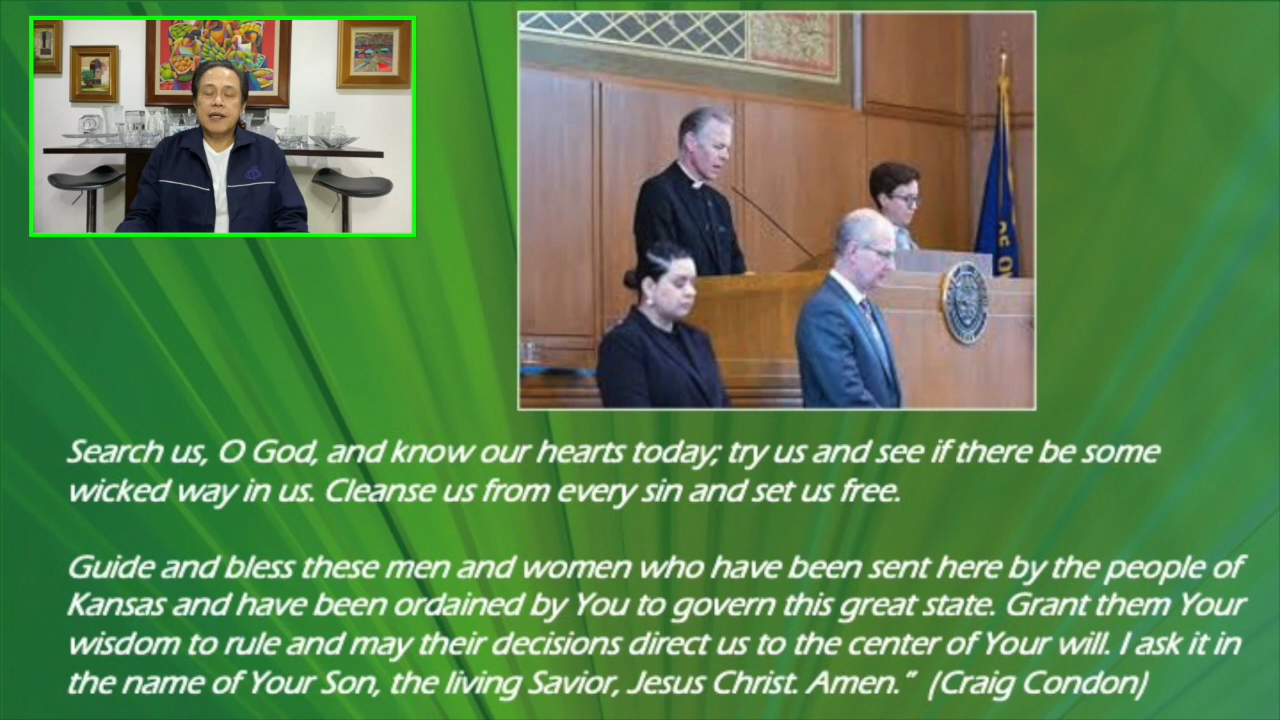 Search us, O God, and know our hearts today; try us and see if there be some
wicked way in us. Cleanse us from every sin and set us free.
Guide and bless these men and women who have been sent here by the people of
Kansas and have been ordained by You to govern this great state. Grant them Your
wisdom to rule and may their decisions direct us to the center of Your will. I ask it in
the name of Your Son, the living Savior, Jesus Christ. Amen.” (Craig Condon)